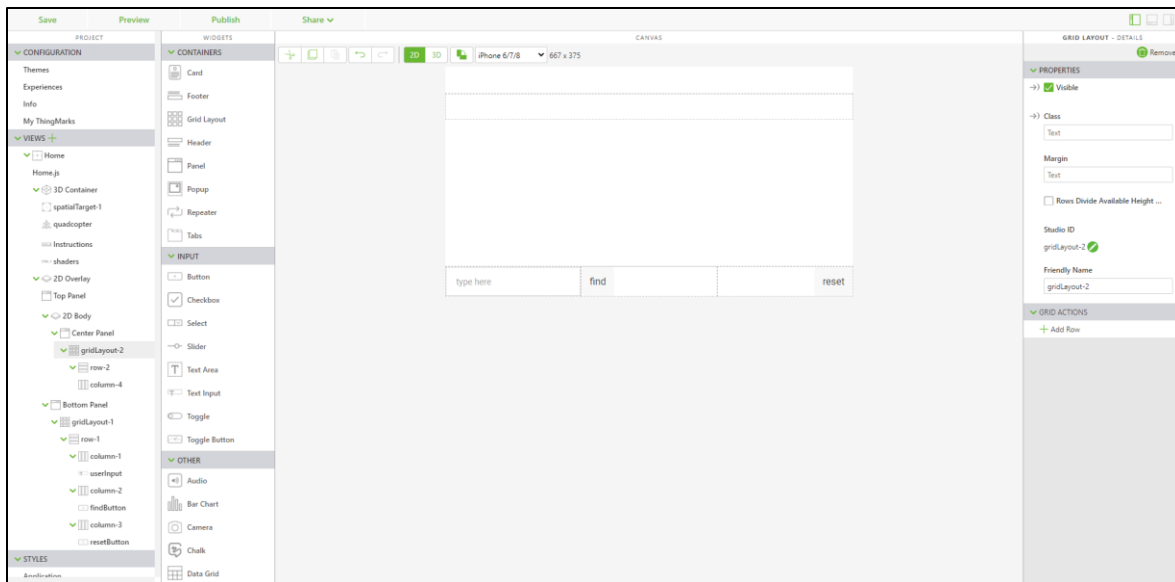 Save Preview Publish Share
PROJECT WIDGETS CANVAS GRID LAYOUT - DETAILS
CONFIGURATION
Themes
Experiences
Info
My ThingMarks
VIEWS
Home
Home.js
3D Container
spatialTarget-1
quadcopter
Instructions
shaders
2D Overlay
Top Panel
2D Body
Center Panel
gridLayout-2
row-2
column-4
Bottom Panel
gridLayout-1
row-1
column-1
userInput
column-2
findButton
column-3
resetButton
STYLES
Application
CONTAINERS
Card
Footer
Grid Layout
Header
Panel
Popup
Repeater
Tabs
INPUT
Button
Checkbox
Select
Slider
Text Area
Text Input
Toggle
Toggle Button
OTHER
Audio
Bar Chart
Camera
Chalk
Data Grid
2D 3D iPhone 6/7/8 667 x 375
type here find reset
Remove
PROPERTIES
Visible
Class
Text
Margin
Text
Rows Divide Available Height ...
Studio ID
gridLayout-2
Friendly Name
gridLayout-2
GRID ACTIONS
Add Row